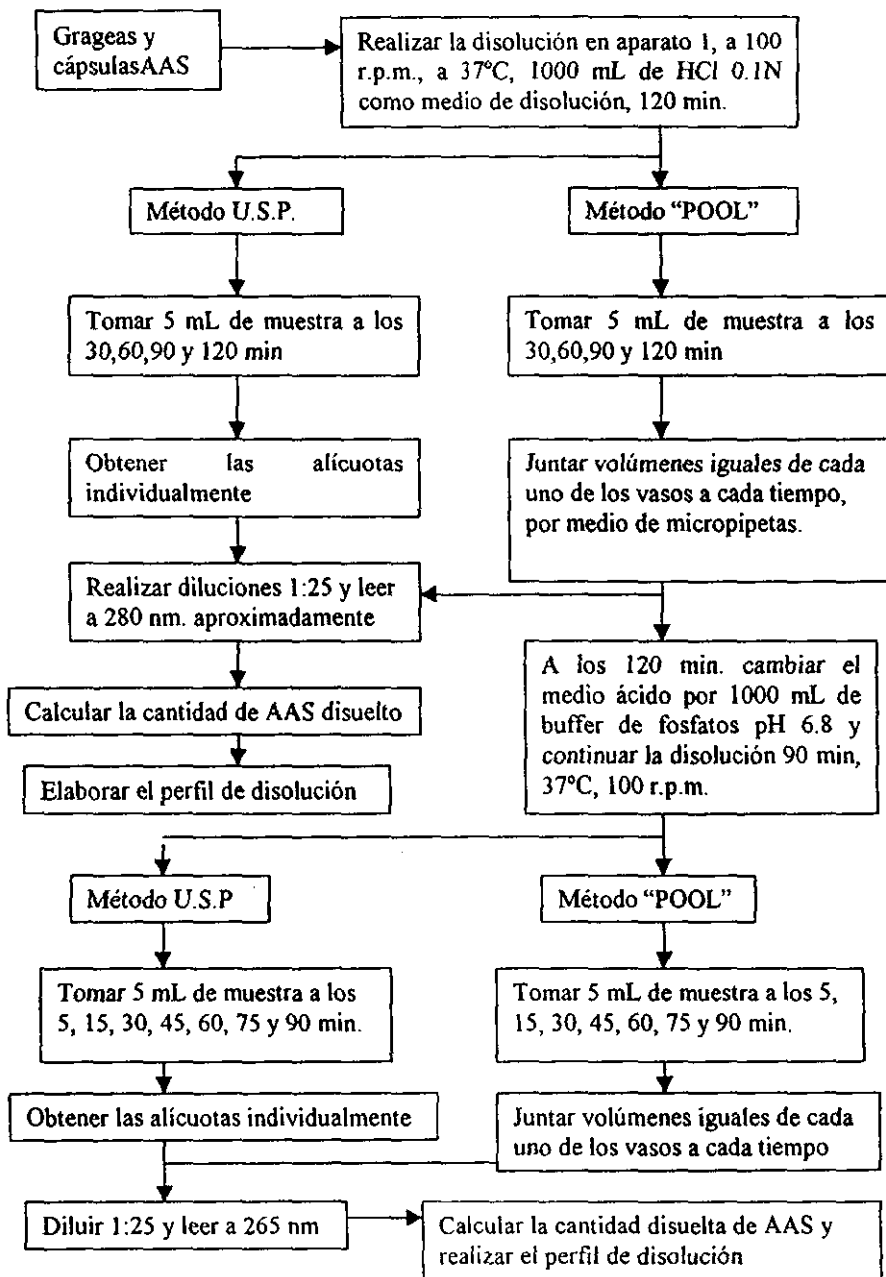 Grageas y
cápsulasAAS
Realizar la disolución en aparato 1, a 100
r.p.m., a 37ºC, 1000 mL de HCl 0.1N
como medio de disolución, 120 min.
Método U.S.P.
Método “POOL”
Tomar 5 mL de muestra a los
30,60,90 y 120 min
Tomar 5 mL de muestra a los
30,60,90 y 120 min
Obtener las alícuotas
individualmente
Juntar volúmenes iguales de cada
uno de los vasos a cada tiempo,
por medio de micropipetas.
Realizar diluciones 1:25 y leer
a 280 nm. aproximadamente
A los 120 min. cambiar el
medio ácido por 1000 mL de
buffer de fosfatos pH 6.8 y
continuar la disolución 90 min,
37ºC, 100 r.p.m.
Calcular la cantidad de AAS disuelto
Elaborar el perfil de disolución
Método U.S.P
Método “POOL”
Tomar 5 mL de muestra a los
5, 15, 30, 45, 60, 75 y 90 min.
Tomar 5 mL de muestra a los 5,
15, 30, 45, 60, 75 y 90 min.
Obtener las alícuotas individualmente
Juntar volúmenes iguales de cada
uno de los vasos a cada tiempo
Diluir 1:25 y leer a 265 nm
Calcular la cantidad disuelta de AAS y
realizar el perfil de disolución